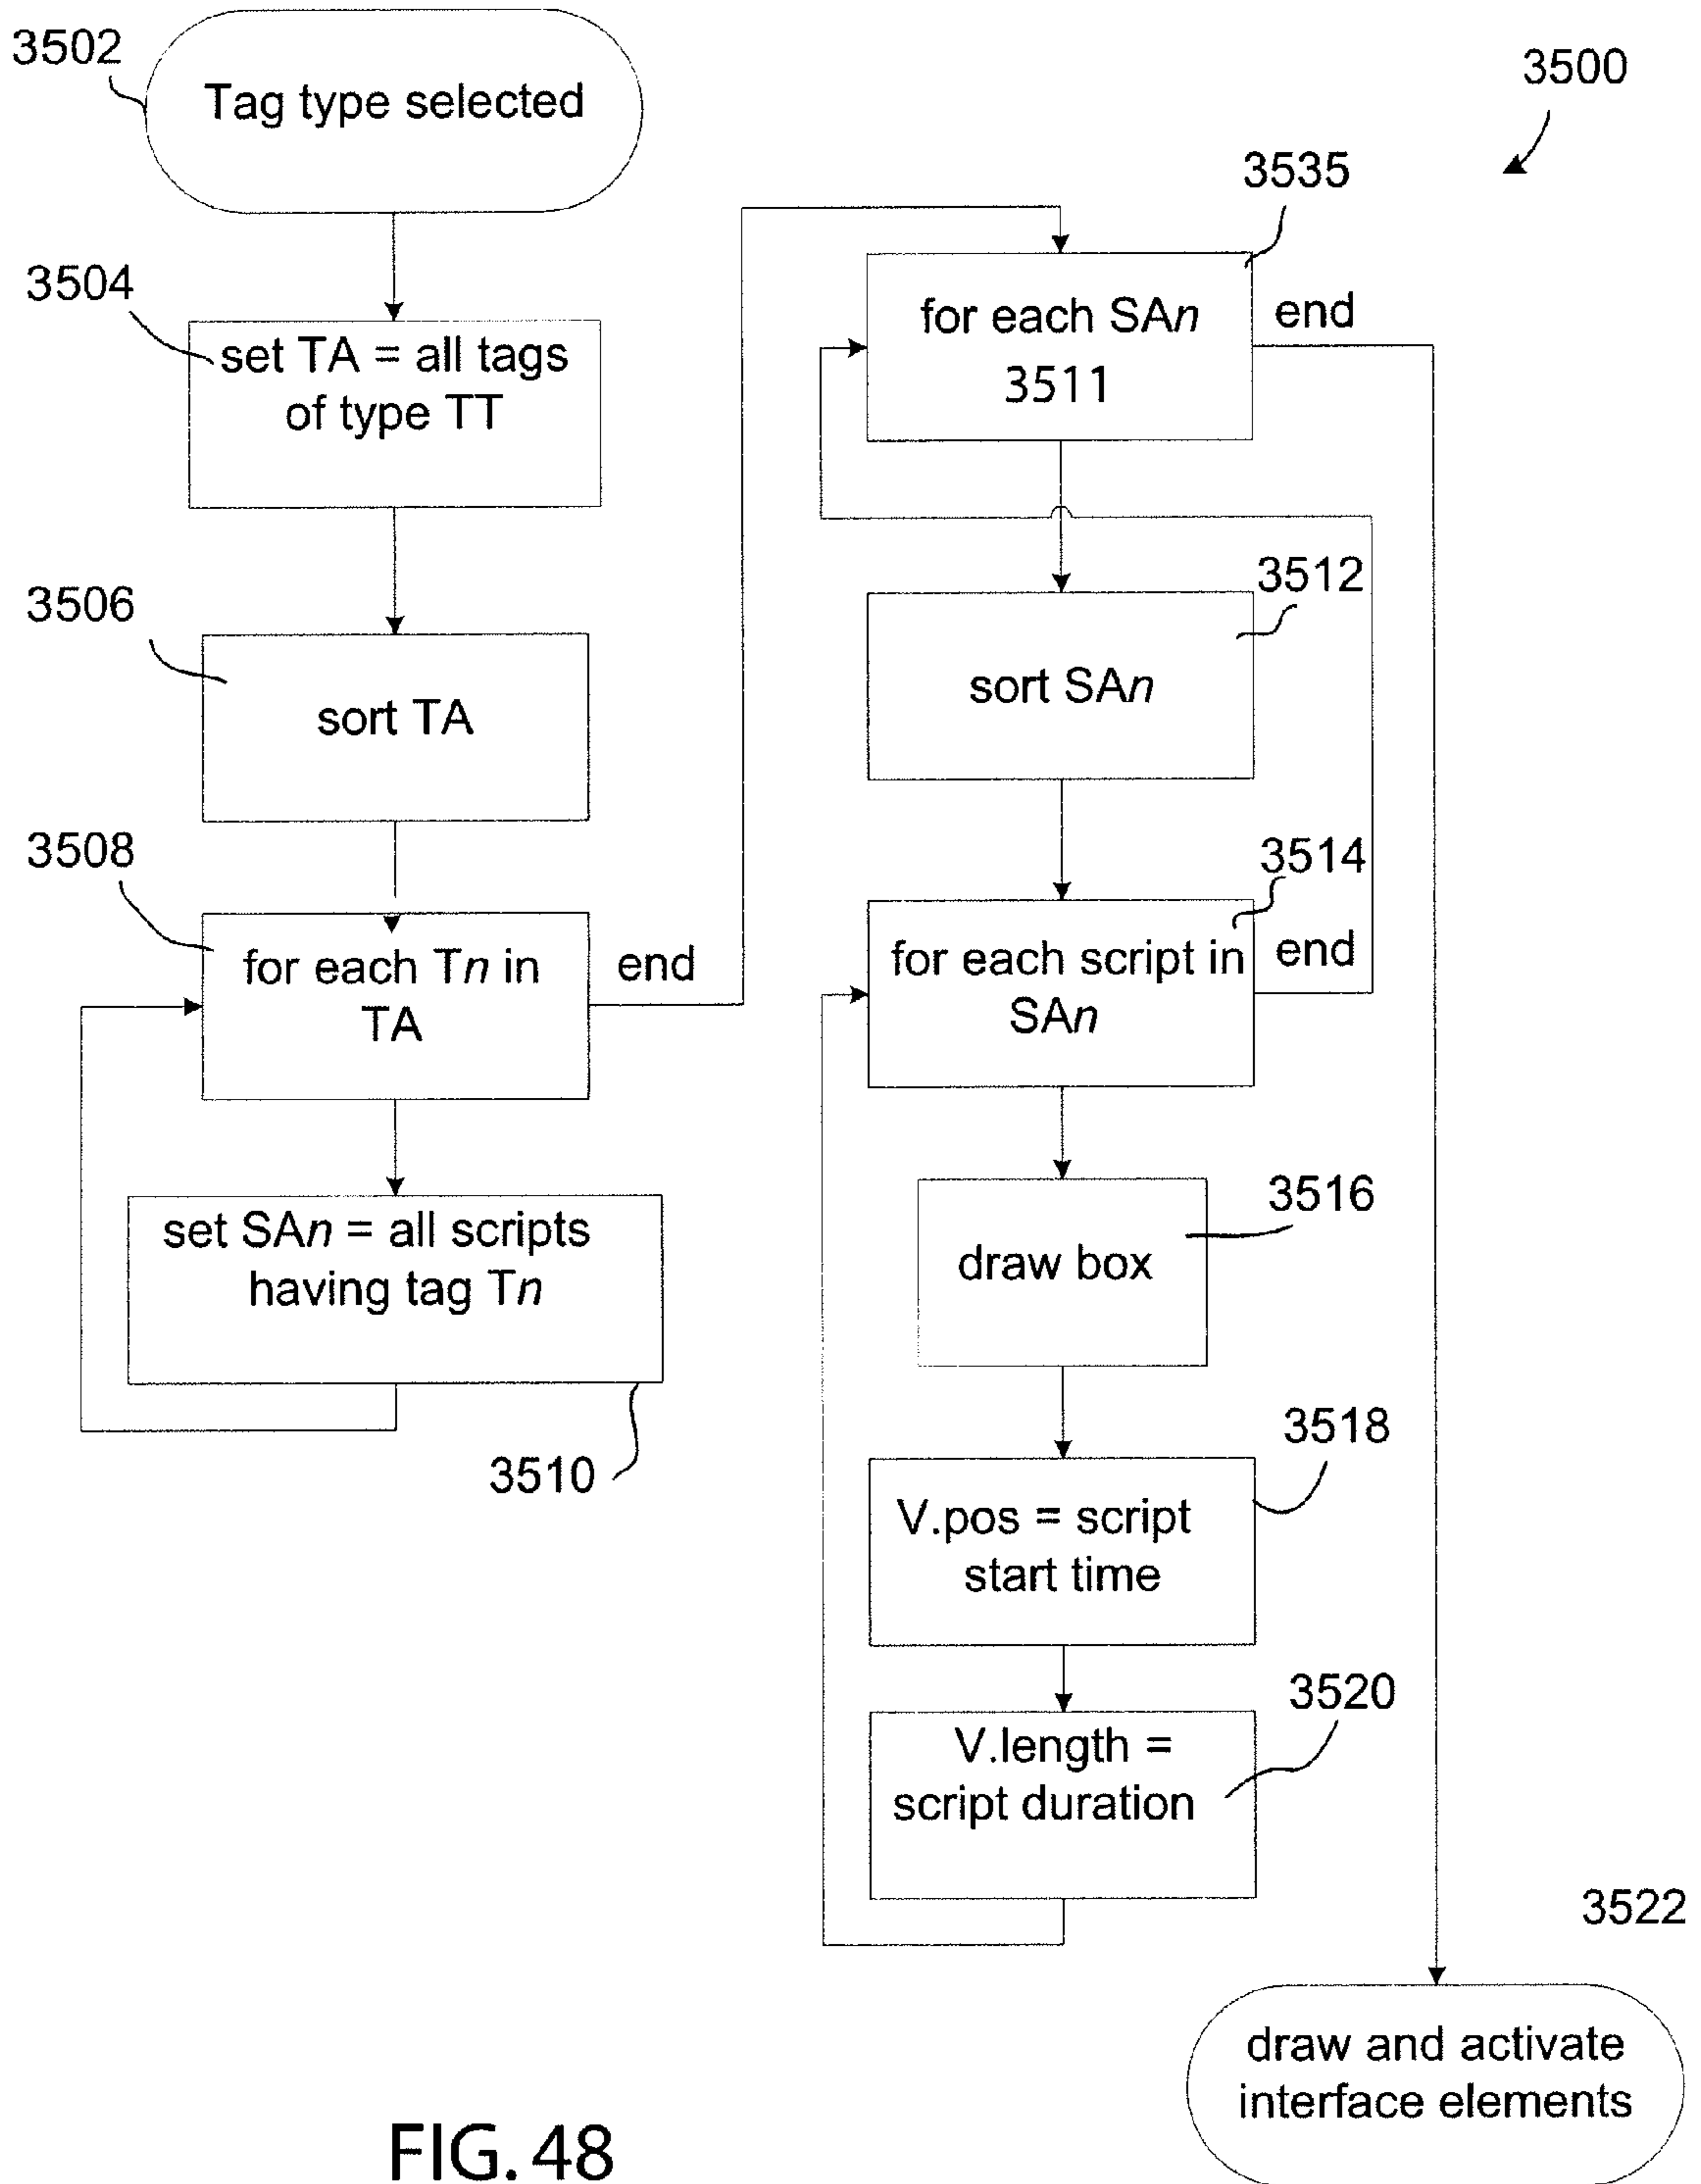 3502
Tag type selected
3500
3535
3504
set TA = all tags
of type TT
for each SAn
3511
end
3506
sort TA
3512
sort SAn
3508
for each Tn in
TA
end
3514
for each script in
SAn
end
set SAn = all scripts
having tag Tn
3510
3516
draw box
3518
V.pos = script
start time
3520
V.length =
script duration
3522
draw and activate
interface elements
FIG. 48